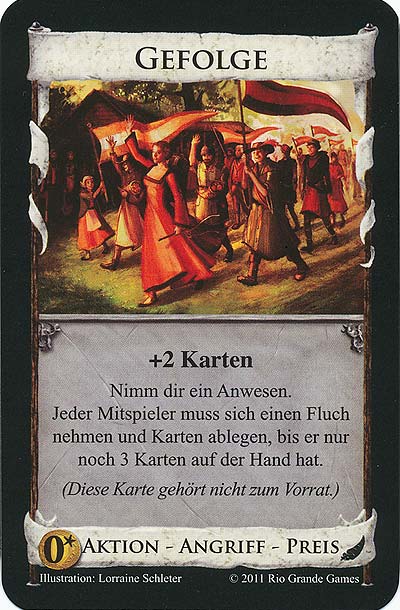 GEFOLGE
+2 Karten
Nimm dir ein Anwesen.
Jeder Mitspieler muss sich einen Fluch
nehmen und Karten ablegen, bis er nur
noch 3 Karten auf der Hand hat.
(Diese Karte gehört nicht zum Vorrat.)
0* AKTION - ANGRIFF - PREIS
Illustration: Lorraine Schleter © 2011 Rio Grande Games